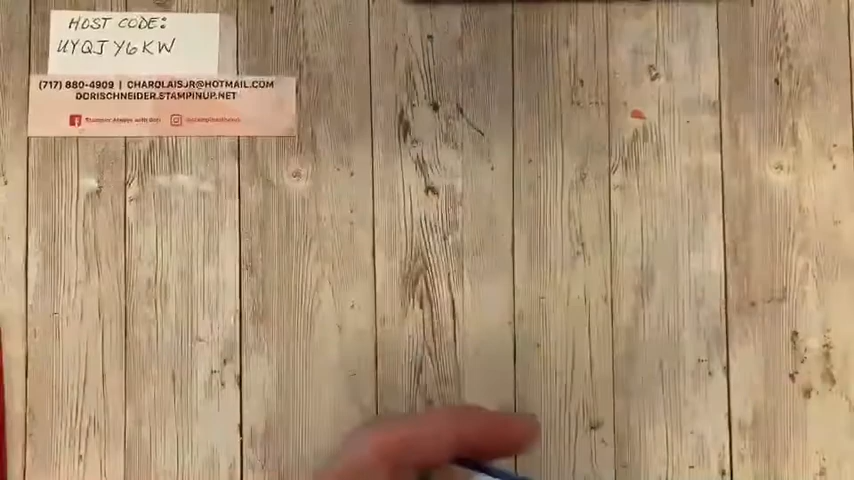 HOST CODE:
UYQJY6KW
(717) 880-4909 | CHAROLAISJR@HOTMAIL.COM
DORISCHNEIDER.STAMPINUP.NET